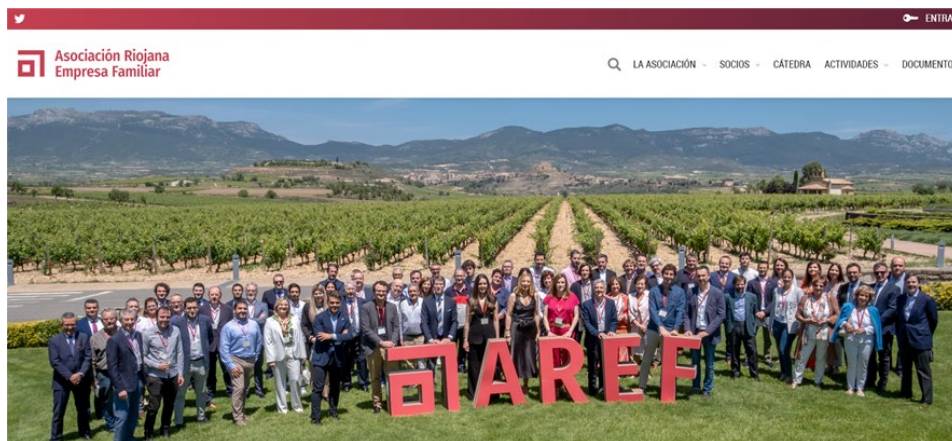 ENTRA
Asociación Riojana
Empresa Familiar
LA ASOCIACIÓN
SOCIOS
CÁTEDRA
ACTIVIDADES
DOCUMENTO
AREF